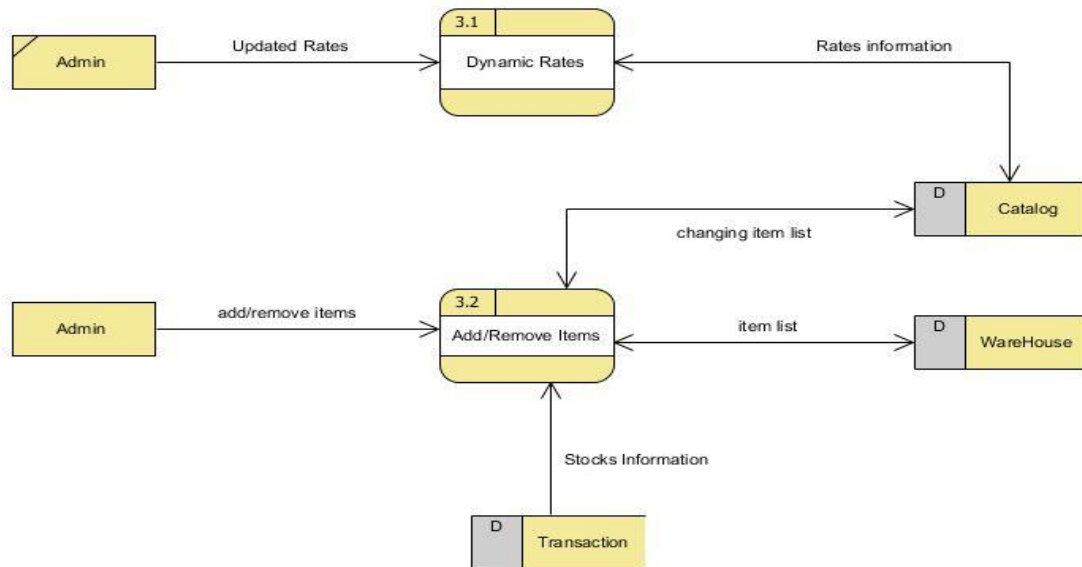 3.1
Updated Rates
Rates information
Admin
Dynamic Rates
D
Catalog
changing item list
3.2
add/remove items
item list
D
Admin
Add/Remove Items
WareHouse
Stocks Information
D
Transaction